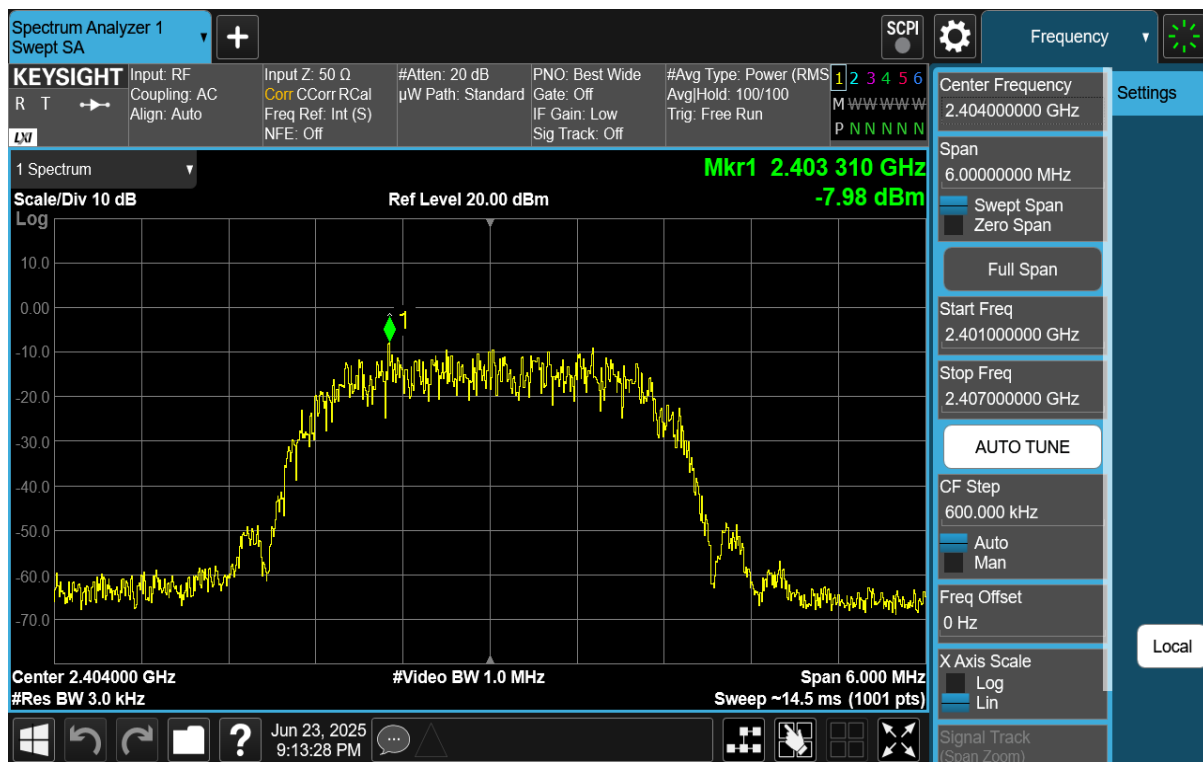 Spectrum Analyzer 1
Swept SA
SCPI
Frequency
KEYSIGHT
R T
LXI
Input: RF
Coupling: AC
Align: Auto
Input Z: 50 Ω
Corr CCorr RCal
Freq Ref: Int (S)
NFE: Off
#Atten: 20 dB
µW Path: Standard
PNO: Best Wide
Gate: Off
IF Gain: Low
Sig Track: Off
#Avg Type: Power (RMS
Avg|Hold: 100/100
Trig: Free Run
1 2 3 4 5 6
M W W W W W
P N N N N N
1 Spectrum
Scale/Div 10 dB
Log
Ref Level 20.00 dBm
Mkr1 2.403 310 GHz
-7.98 dBm
10.0
0.00
-10.0
-20.0
-30.0
-40.0
-50.0
-60.0
-70.0
1
Center 2.404000 GHz
#Res BW 3.0 kHz
#Video BW 1.0 MHz
Span 6.000 MHz
Sweep ~14.5 ms (1001 pts)
Center Frequency
2.404000000 GHz
Span
6.00000000 MHz
Swept Span
Zero Span
Full Span
Start Freq
2.401000000 GHz
Stop Freq
2.407000000 GHz
AUTO TUNE
CF Step
600.000 kHz
Auto
Man
Freq Offset
0 Hz
X Axis Scale
Log
Lin
Signal Track
(Span Zoom)
Settings
Local
?
Jun 23, 2025
9:13:28 PM